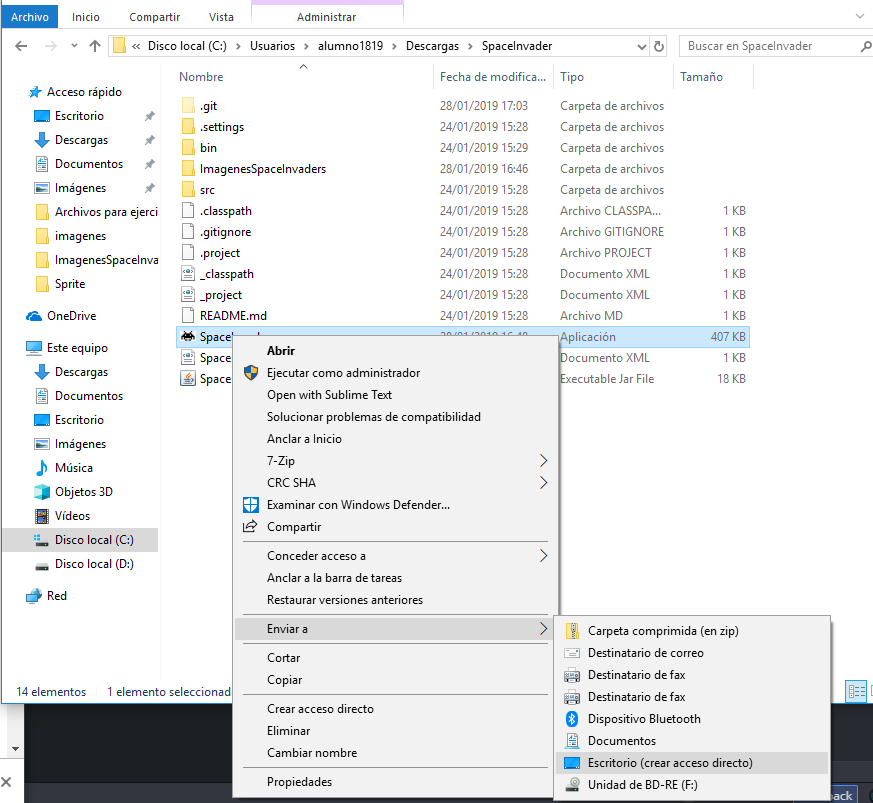 Archivo Inicio Compartir Vista Administrar
« Disco local (C:) › Usuarios › alumno1819 › Descargas › SpaceInvader
Buscar en SpaceInvader
Acceso rápido
Escritorio
Descargas
Documentos
Imágenes
Archivos para ejerci
imagenes
ImagenesSpaceInva
Sprite
OneDrive
Este equipo
Descargas
Documentos
Escritorio
Imágenes
Música
Objetos 3D
Vídeos
Disco local (C:)
Disco local (D:)
Red
Nombre Fecha de modifica... Tipo Tamaño
.git 28/01/2019 17:03 Carpeta de archivos
.settings 24/01/2019 15:28 Carpeta de archivos
bin 24/01/2019 15:29 Carpeta de archivos
ImagenesSpaceInvaders 28/01/2019 16:46 Carpeta de archivos
src 24/01/2019 15:28 Carpeta de archivos
.classpath 24/01/2019 15:28 Archivo CLASSPA... 1 KB
.gitignore 24/01/2019 15:28 Archivo GITIGNORE 1 KB
.project 24/01/2019 15:28 Archivo PROJECT 1 KB
_classpath 24/01/2019 15:28 Documento XML 1 KB
_project 24/01/2019 15:28 Documento XML 1 KB
README.md 24/01/2019 15:28 Archivo MD 1 KB
Aplicación 407 KB
Space Documento XML 1 KB
Space Executable Jar File 18 KB
Abrir
Ejecutar como administrador
Open with Sublime Text
Solucionar problemas de compatibilidad
Anclar a Inicio
7-Zip
CRC SHA
Examinar con Windows Defender...
Compartir
Conceder acceso a
Anclar a la barra de tareas
Restaurar versiones anteriores
Enviar a
Cortar
Copiar
Crear acceso directo
Eliminar
Cambiar nombre
Propiedades
Carpeta comprimida (en zip)
Destinatario de correo
Destinatario de fax
Destinatario de fax
Dispositivo Bluetooth
Documentos
Escritorio (crear acceso directo)
Unidad de BD-RE (F:)
14 elementos 1 elemento seleccionad
ack